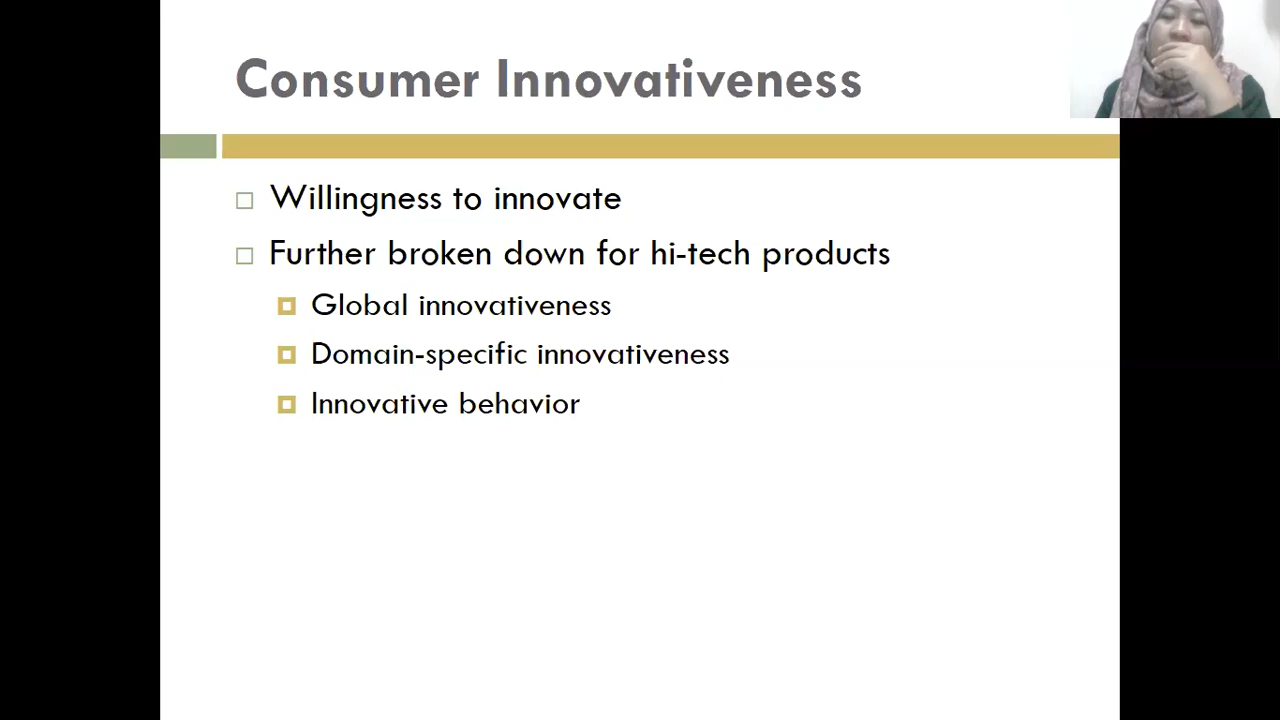 Consumer Innovativeness
Willingness to innovate
Further broken down for hi-tech products
Global innovativeness
Domain-specific innovativeness
Innovative behavior